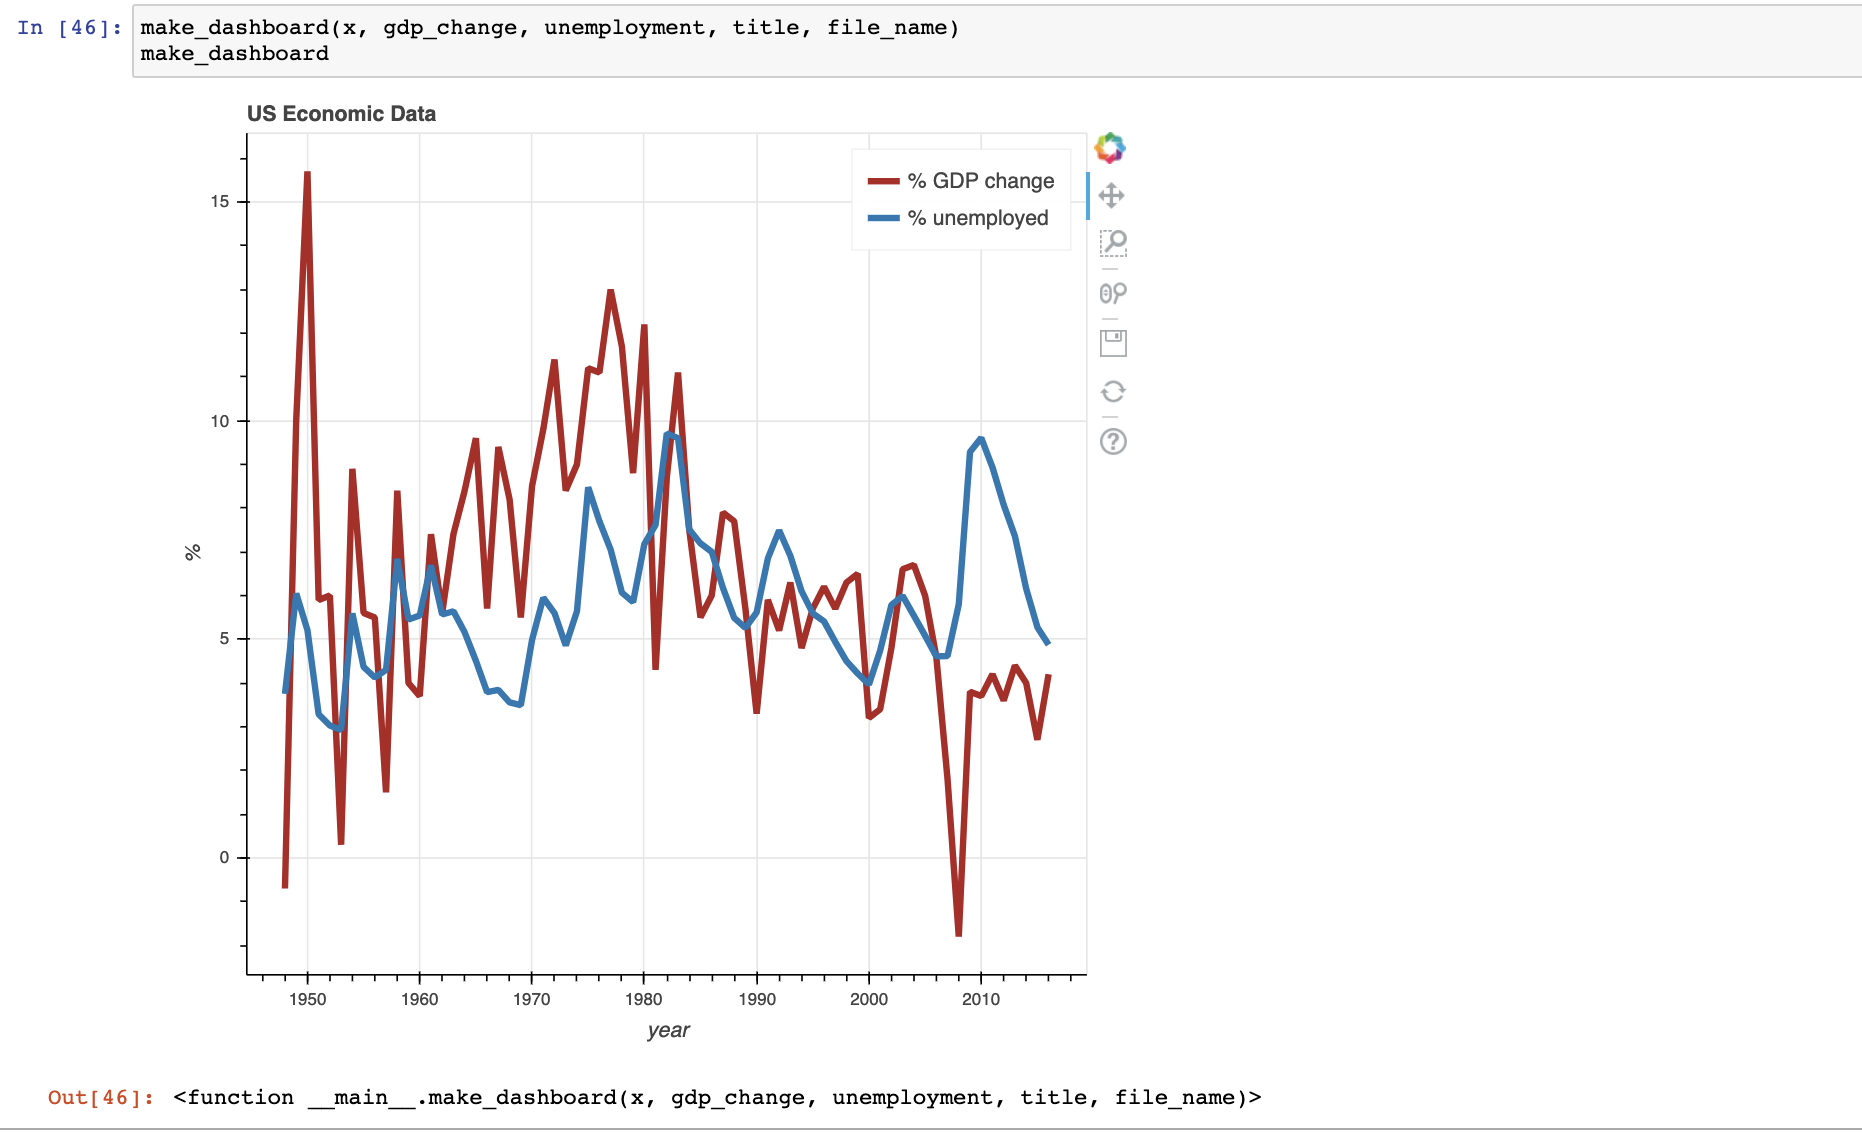 In [46]: make_dashboard(x, gdp_change, unemployment, title, file_name)
make_dashboard
US Economic Data
% GDP change
% unemployed
15
10
5
0
%
1950 1960 1970 1980 1990 2000 2010
year
Out[46]: <function __main__.make_dashboard(x, gdp_change, unemployment, title, file_name)>